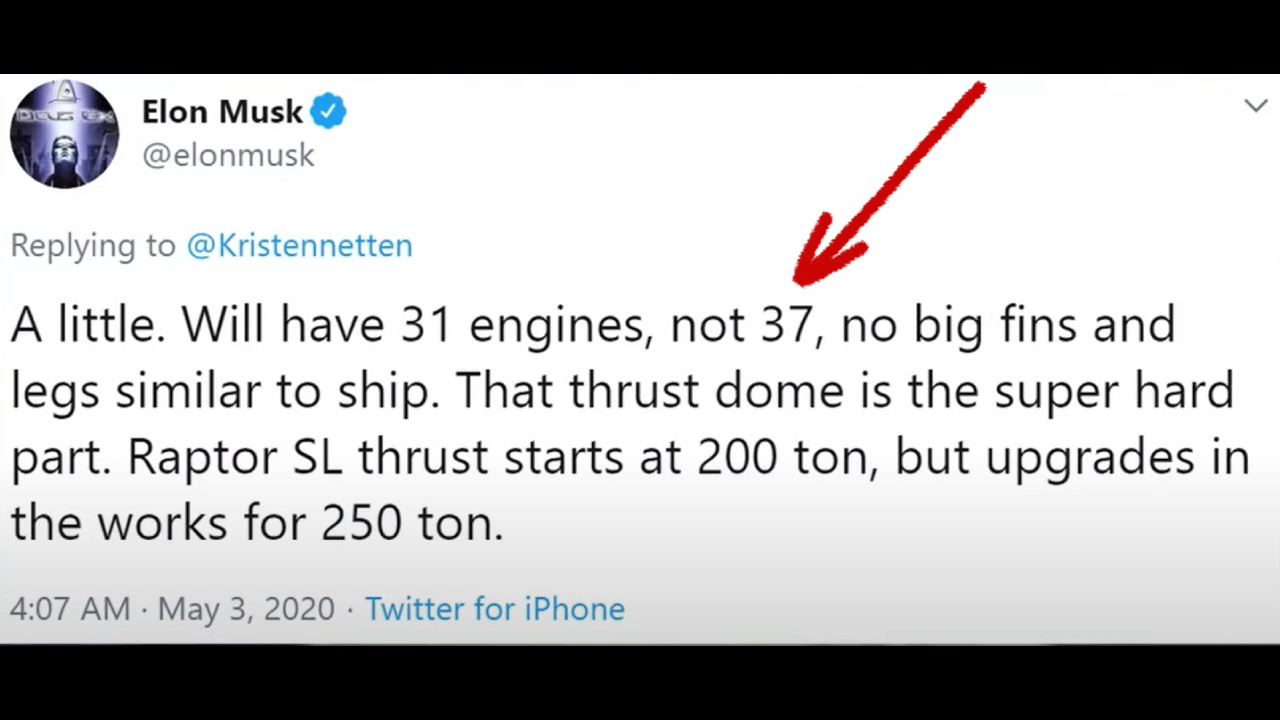 DEUS EX
Elon Musk
@elonmusk
Replying to @Kristennetten
A little. Will have 31 engines, not 37, no big fins and
legs similar to ship. That thrust dome is the super hard
part. Raptor SL thrust starts at 200 ton, but upgrades in
the works for 250 ton.
4:07 AM · May 3, 2020 · Twitter for iPhone